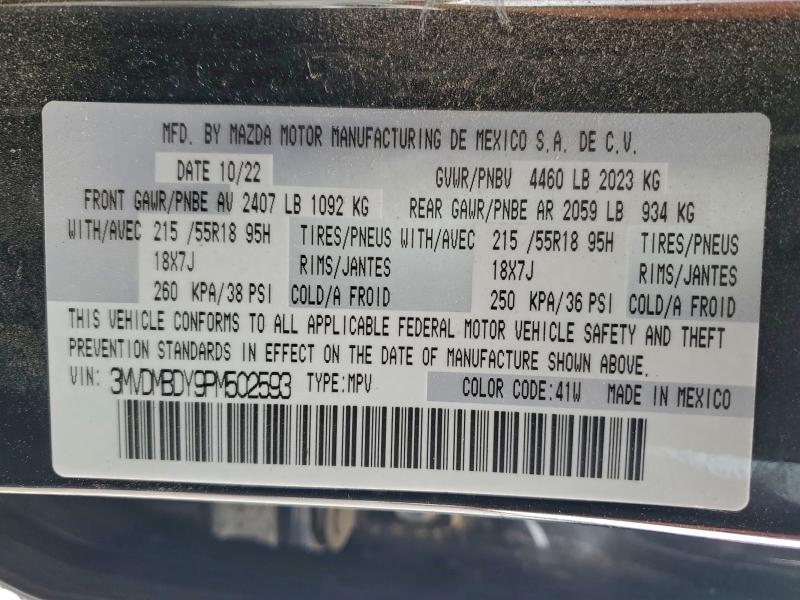 MFD. BY MAZDA MOTOR MANUFACTURING DE MEXICO S.A. DE C.V.
DATE 10/22 GVWR/PNBV 4460 LB 2023 KG
FRONT GAWR/PNBE AV 2407 LB 1092 KG REAR GAWR/PNBE AR 2059 LB 934 KG
WITH/AVEC 215 /55R18 95H TIRES/PNEUS WITH/AVEC 215 /55R18 95H TIRES/PNEUS
18X7J RIMS/JANTES 18X7J RIMS/JANTES
260 KPA/38 PSI COLD/A FROID 250 KPA/36 PSI COLD/A FROID
THIS VEHICLE CONFORMS TO ALL APPLICABLE FEDERAL MOTOR VEHICLE SAFETY AND THEFT
PREVENTION STANDARDS IN EFFECT ON THE DATE OF MANUFACTURE SHOWN ABOVE.
VIN: 3MVDMBDY9PM502593 TYPE:MPV COLOR CODE:41W MADE IN MEXICO